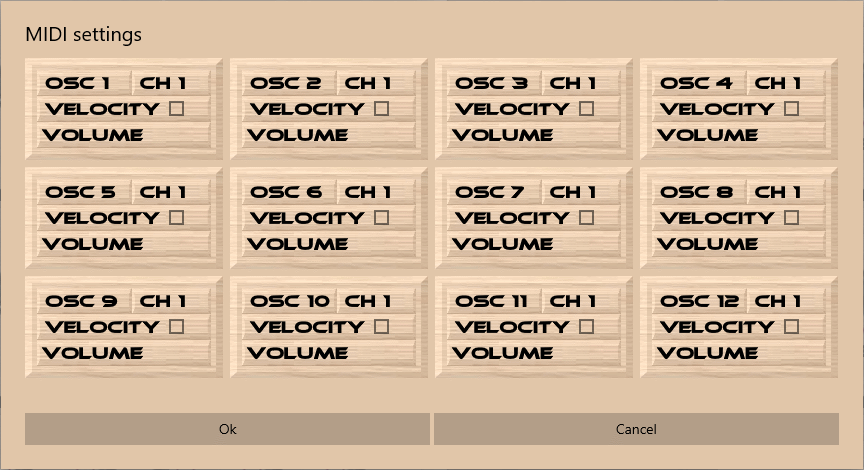 MIDI settings
OSC 1 CH 1
VELOCITY
VOLUME
OSC 2 CH 1
VELOCITY
VOLUME
OSC 3 CH 1
VELOCITY
VOLUME
OSC 4 CH 1
VELOCITY
VOLUME
OSC 5 CH 1
VELOCITY
VOLUME
OSC 6 CH 1
VELOCITY
VOLUME
OSC 7 CH 1
VELOCITY
VOLUME
OSC 8 CH 1
VELOCITY
VOLUME
OSC 9 CH 1
VELOCITY
VOLUME
OSC 10 CH 1
VELOCITY
VOLUME
OSC 11 CH 1
VELOCITY
VOLUME
OSC 12 CH 1
VELOCITY
VOLUME
Ok
Cancel